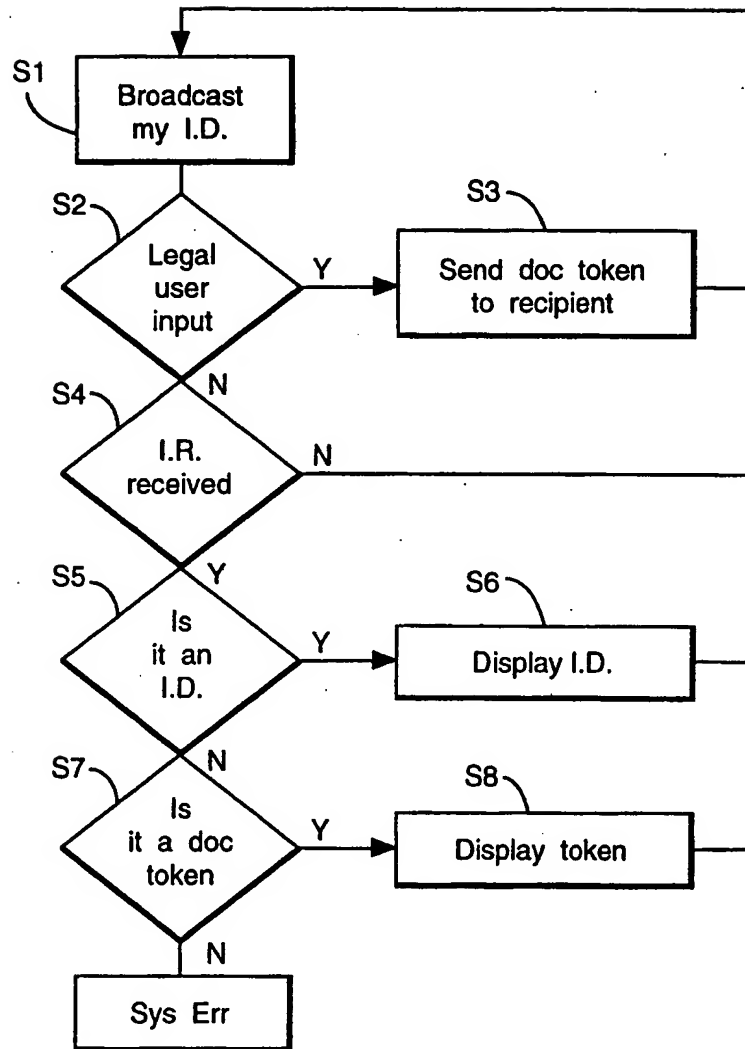 S1
Broadcast
my I.D.
S2
Legal
user
input
Y
S3
Send doc token
to recipient
N
S4
I.R.
received
N
Y
S5
Is
it an
I.D.
Y
S6
Display I.D.
N
S7
Is
it a doc
token
Y
S8
Display token
N
Sys Err